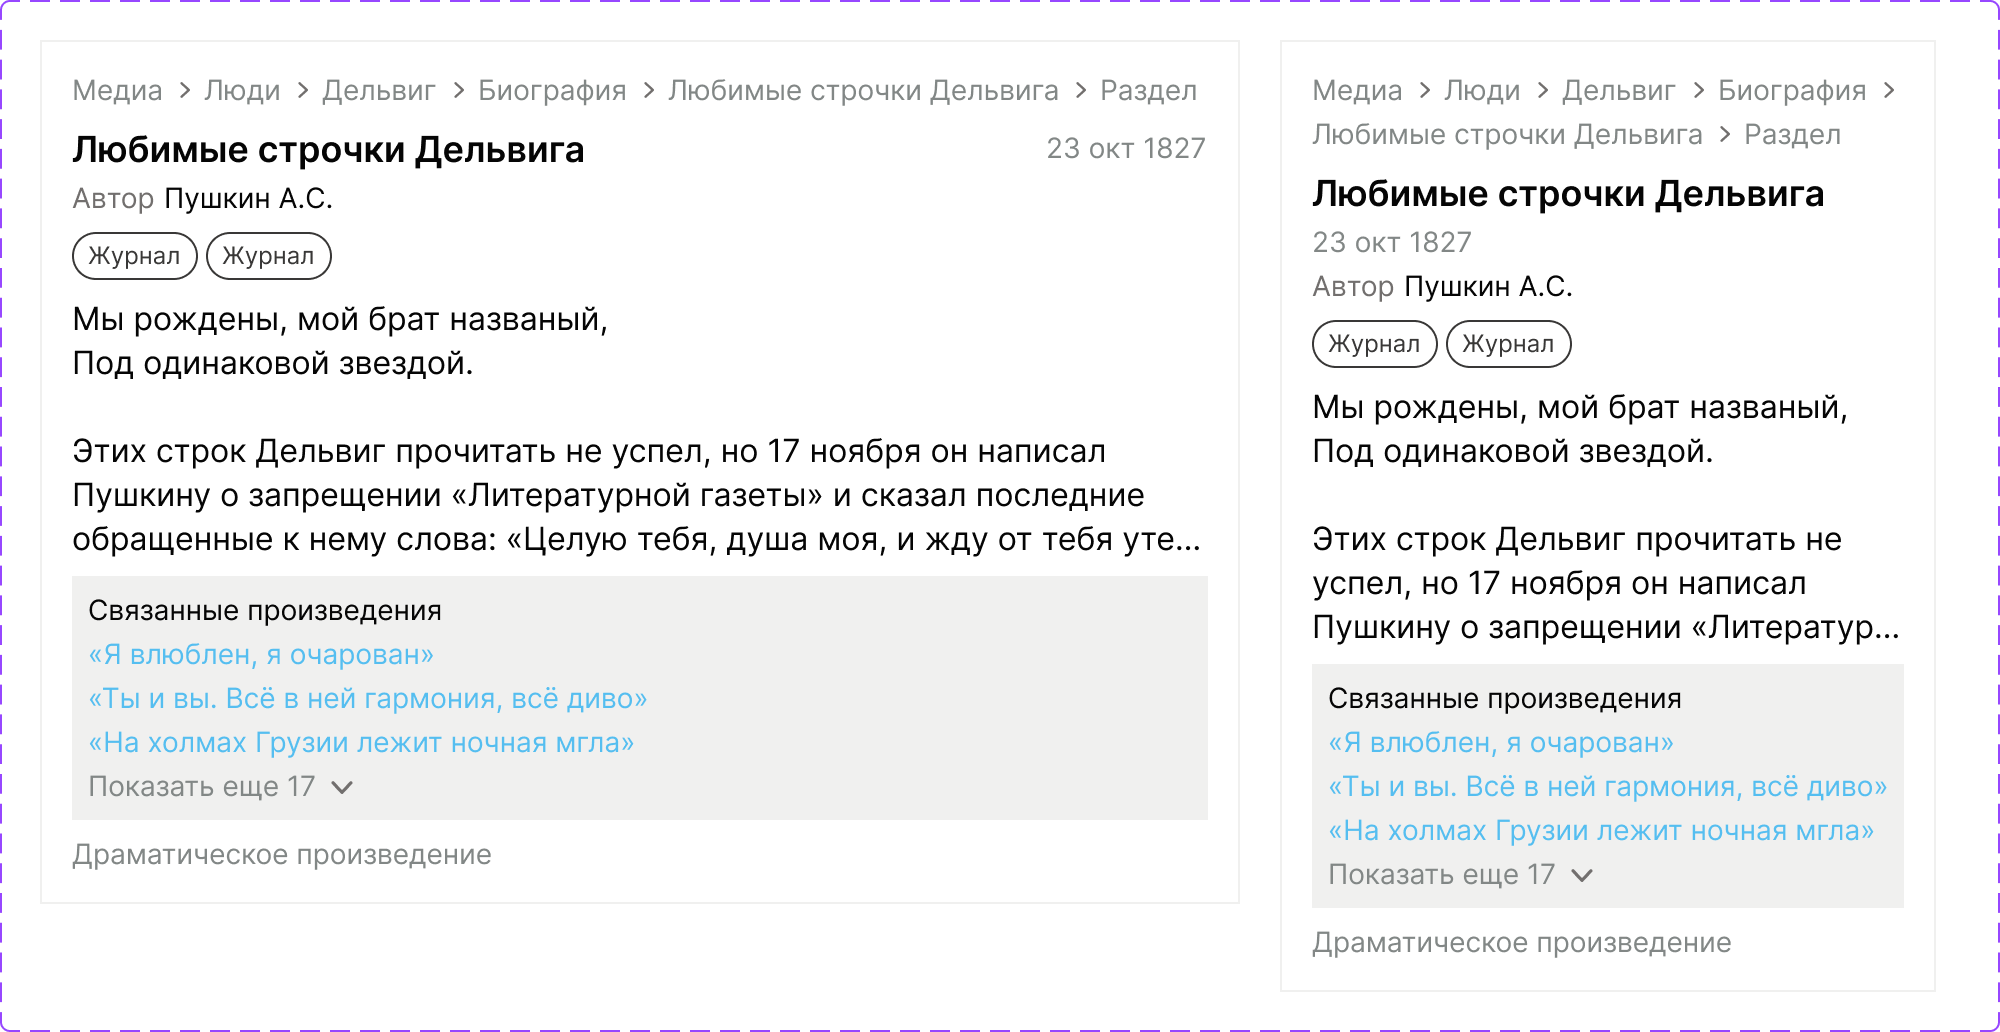 Медиа > Люди > Дельвиг > Биография > Любимые строчки Дельвига > Раздел
Любимые строчки Дельвига
23 окт 1827
Автор Пушкин А.С.
Журнал Журнал
Мы рождены, мой брат названый,
Под одинаковой звездой.
Этих строк Дельвиг прочитать не успел, но 17 ноября он написал
Пушкину о запрещении «Литературной газеты» и сказал последние
обращенные к нему слова: «Целую тебя, душа моя, и жду от тебя уте...
Связанные произведения
«Я влюблен, я очарован»
«Ты и вы. Всё в ней гармония, всё диво»
«На холмах Грузии лежит ночная мгла»
Показать еще 17
Драматическое произведение
Медиа > Люди > Дельвиг > Биография >
Любимые строчки Дельвига > Раздел
Любимые строчки Дельвига
23 окт 1827
Автор Пушкин А.С.
Журнал Журнал
Мы рождены, мой брат названый,
Под одинаковой звездой.
Этих строк Дельвиг прочитать не
успел, но 17 ноября он написал
Пушкину о запрещении «Литератур...
Связанные произведения
«Я влюблен, я очарован»
«Ты и вы. Всё в ней гармония, всё диво»
«На холмах Грузии лежит ночная мгла»
Показать еще 17
Драматическое произведение